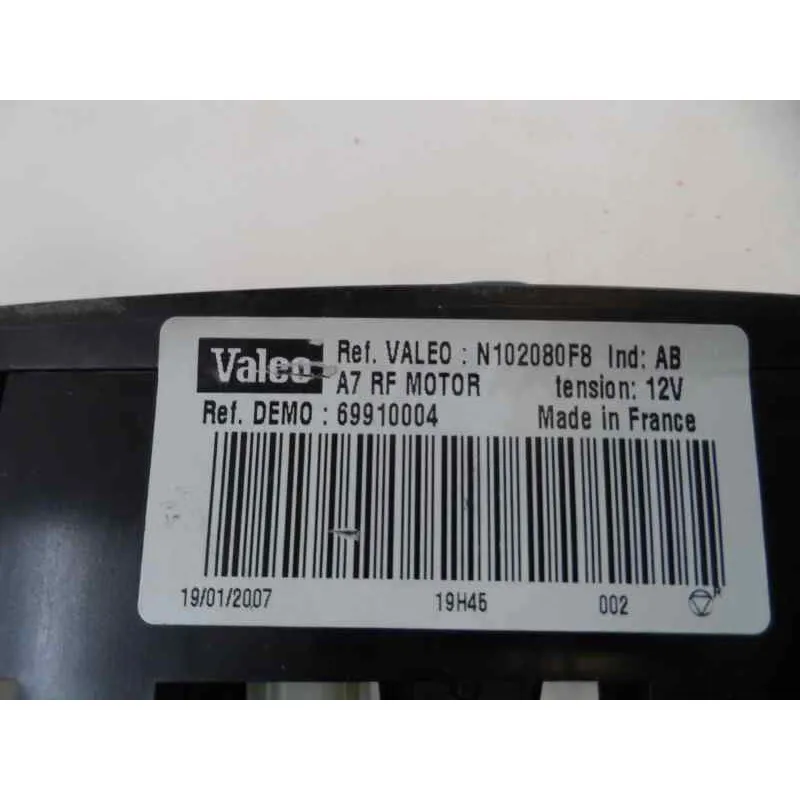 Valeo Ref. VALEO : N102080F8 Ind: AB
A7 RF MOTOR tension: 12V
Ref. DEMO : 69910004 Made in France
19/01/2007 19H45 002 R